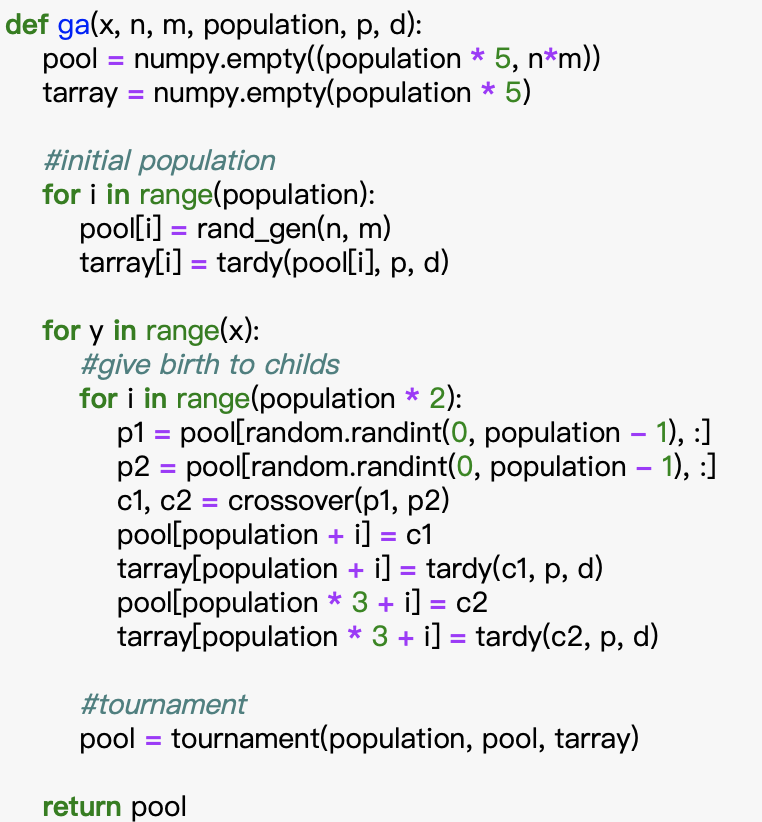 def ga(x, n, m, population, p, d):
    pool = numpy.empty((population * 5, n*m))
    tarray = numpy.empty(population * 5)

    #initial population
    for i in range(population):
        pool[i] = rand_gen(n, m)
        tarray[i] = tardy(pool[i], p, d)

    for y in range(x):
        #give birth to childs
        for i in range(population * 2):
            p1 = pool[random.randint(0, population - 1), :]
            p2 = pool[random.randint(0, population - 1), :]
            c1, c2 = crossover(p1, p2)
            pool[population + i] = c1
            tarray[population + i] = tardy(c1, p, d)
            pool[population * 3 + i] = c2
            tarray[population * 3 + i] = tardy(c2, p, d)

        #tournament
        pool = tournament(population, pool, tarray)

    return pool